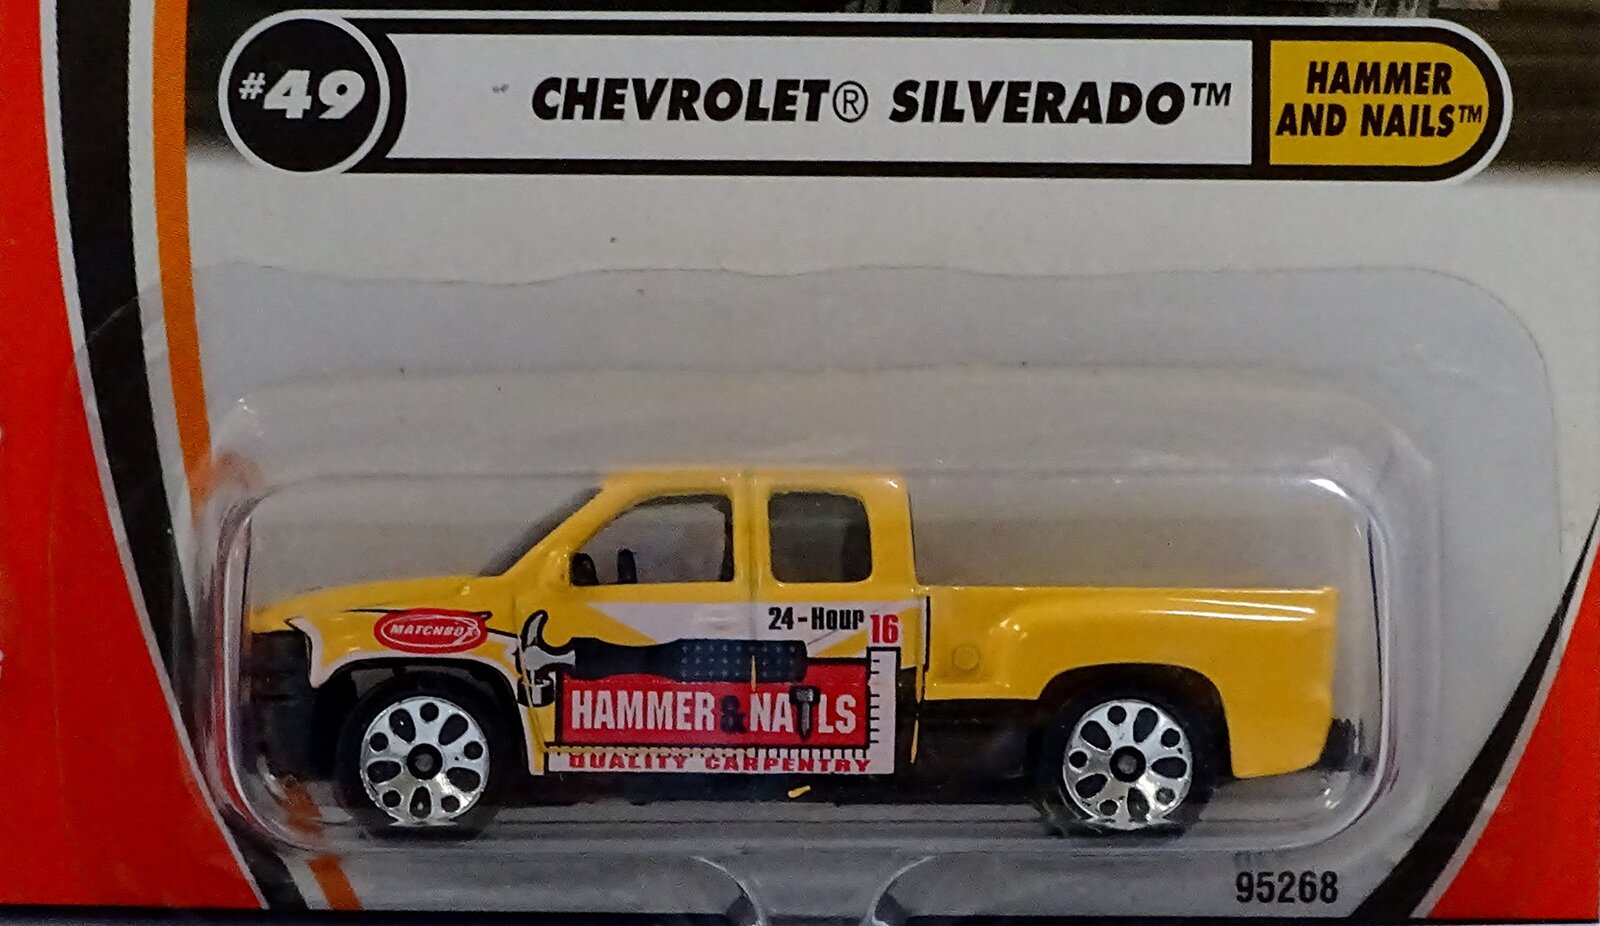 #49
CHEVROLET® SILVERADO™
HAMMER
AND NAILS™
MATCHBOX
24-HOUR
16
HAMMER & NAILS
QUALITY CARPENTRY
95268